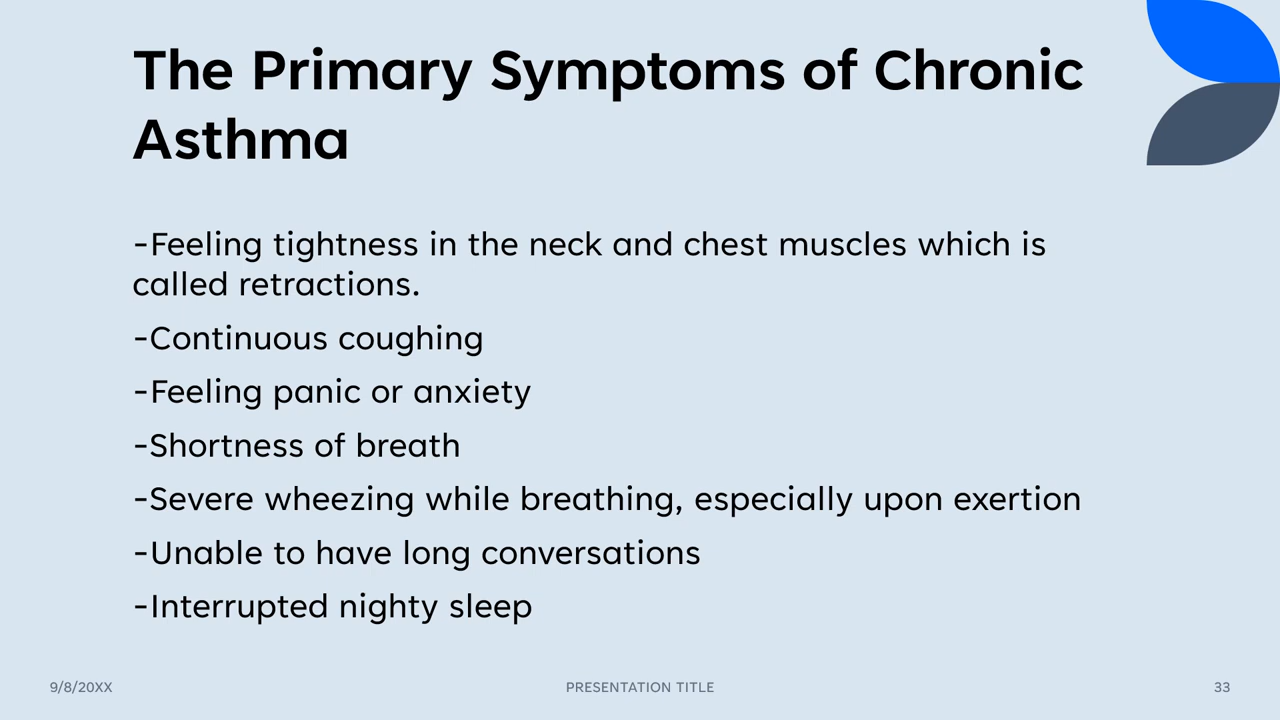 The Primary Symptoms of Chronic
Asthma
-Feeling tightness in the neck and chest muscles which is
called retractions.
-Continuous coughing
-Feeling panic or anxiety
-Shortness of breath
-Severe wheezing while breathing, especially upon exertion
-Unable to have long conversations
-Interrupted nighty sleep
9/8/20XX
PRESENTATION TITLE
33